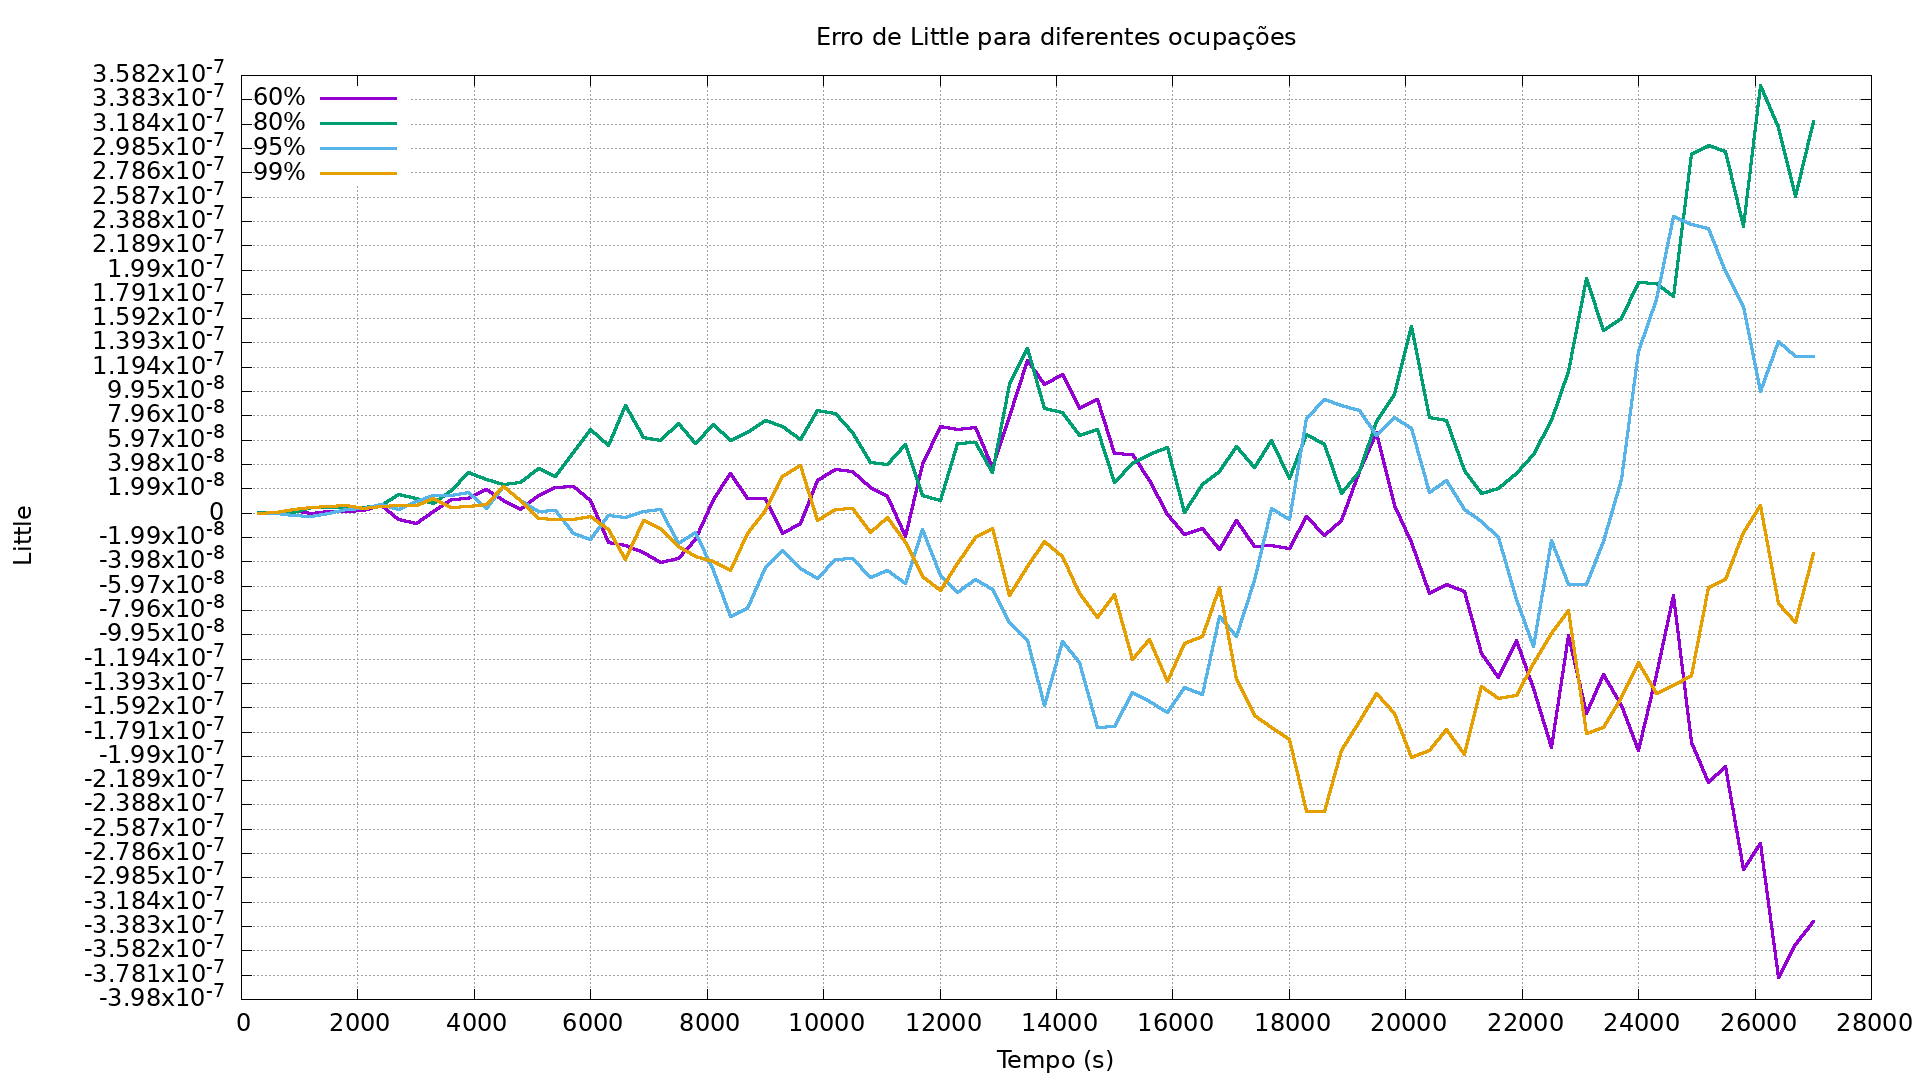 Erro de Little para diferentes ocupações
3.582x10⁻⁷
3.383x10⁻⁷
3.184x10⁻⁷
2.985x10⁻⁷
2.786x10⁻⁷
2.587x10⁻⁷
2.388x10⁻⁷
2.189x10⁻⁷
1.99x10⁻⁷
1.791x10⁻⁷
1.592x10⁻⁷
1.393x10⁻⁷
1.194x10⁻⁷
9.95x10⁻⁸
7.96x10⁻⁸
5.97x10⁻⁸
3.98x10⁻⁸
1.99x10⁻⁸
0
-1.99x10⁻⁸
-3.98x10⁻⁸
-5.97x10⁻⁸
-7.96x10⁻⁸
-9.95x10⁻⁸
-1.194x10⁻⁷
-1.393x10⁻⁷
-1.592x10⁻⁷
-1.791x10⁻⁷
-1.99x10⁻⁷
-2.189x10⁻⁷
-2.388x10⁻⁷
-2.587x10⁻⁷
-2.786x10⁻⁷
-2.985x10⁻⁷
-3.184x10⁻⁷
-3.383x10⁻⁷
-3.582x10⁻⁷
-3.781x10⁻⁷
-3.98x10⁻⁷
60%
80%
95%
99%
Little
0 2000 4000 6000 8000 10000 12000 14000 16000 18000 20000 22000 24000 26000 28000
Tempo (s)